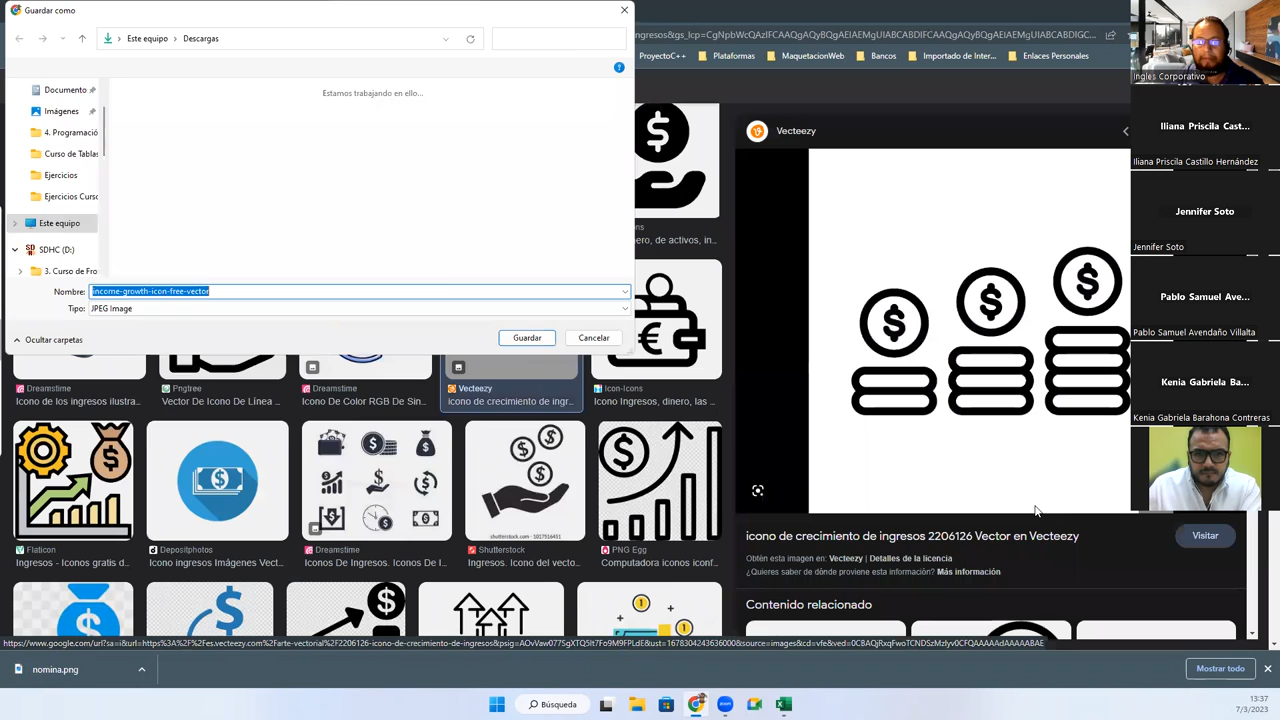 Guardar como
Este equipo
Descargas
Documento
Imágenes
4. Programació
Curso de Tablas
Ejercicios
Ejercicios Curso
Este equipo
SDHC (D:)
3. Curso de Fro
Estamos trabajando en ello...
Nombre: income-growth-icon-free-vector
Tipo: JPEG Image
Ocultar carpetas
Guardar
Cancelar
ProyectoC++
Plataformas
MaquetacionWeb
Bancos
Importado de Inter...
Enlaces Personales
Vecteezy
ero, de activos, in...
Dreamstime
Icono de los ingresos ilustra...
Pngtree
Vector De Icono De Línea ...
Dreamstime
Icono De Color RGB De Sin...
Vecteezy
icono de crecimiento de ingr...
Icon-Icons
Icono Ingresos, dinero, las ...
Flaticon
Ingresos - Iconos gratis d...
Depositphotos
Icono ingresos Imágenes Vect...
Dreamstime
Iconos De Ingresos. Iconos De I...
shutterstock.com · 1017516451
Shutterstock
Ingresos. Icono del vecto...
PNG Egg
Computadora iconos iconf...
icono de crecimiento de ingresos 2206126 Vector en Vecteezy
Visitar
Obtén esta imagen en: Vecteezy | Detalles de la licencia
¿Quieres saber de dónde proviene esta información? Más información
Contenido relacionado
Ingles Corporativo
Iliana Priscila Cast...
Iliana Priscila Castillo Hernández
Jennifer Soto
Jennifer Soto
Pablo Samuel Ave...
Pablo Samuel Avendaño Villalta
Kenia Gabriela Ba...
Kenia Gabriela Barahona Contreras
nomina.png
Mostrar todo
Búsqueda
13:37
7/3/2023